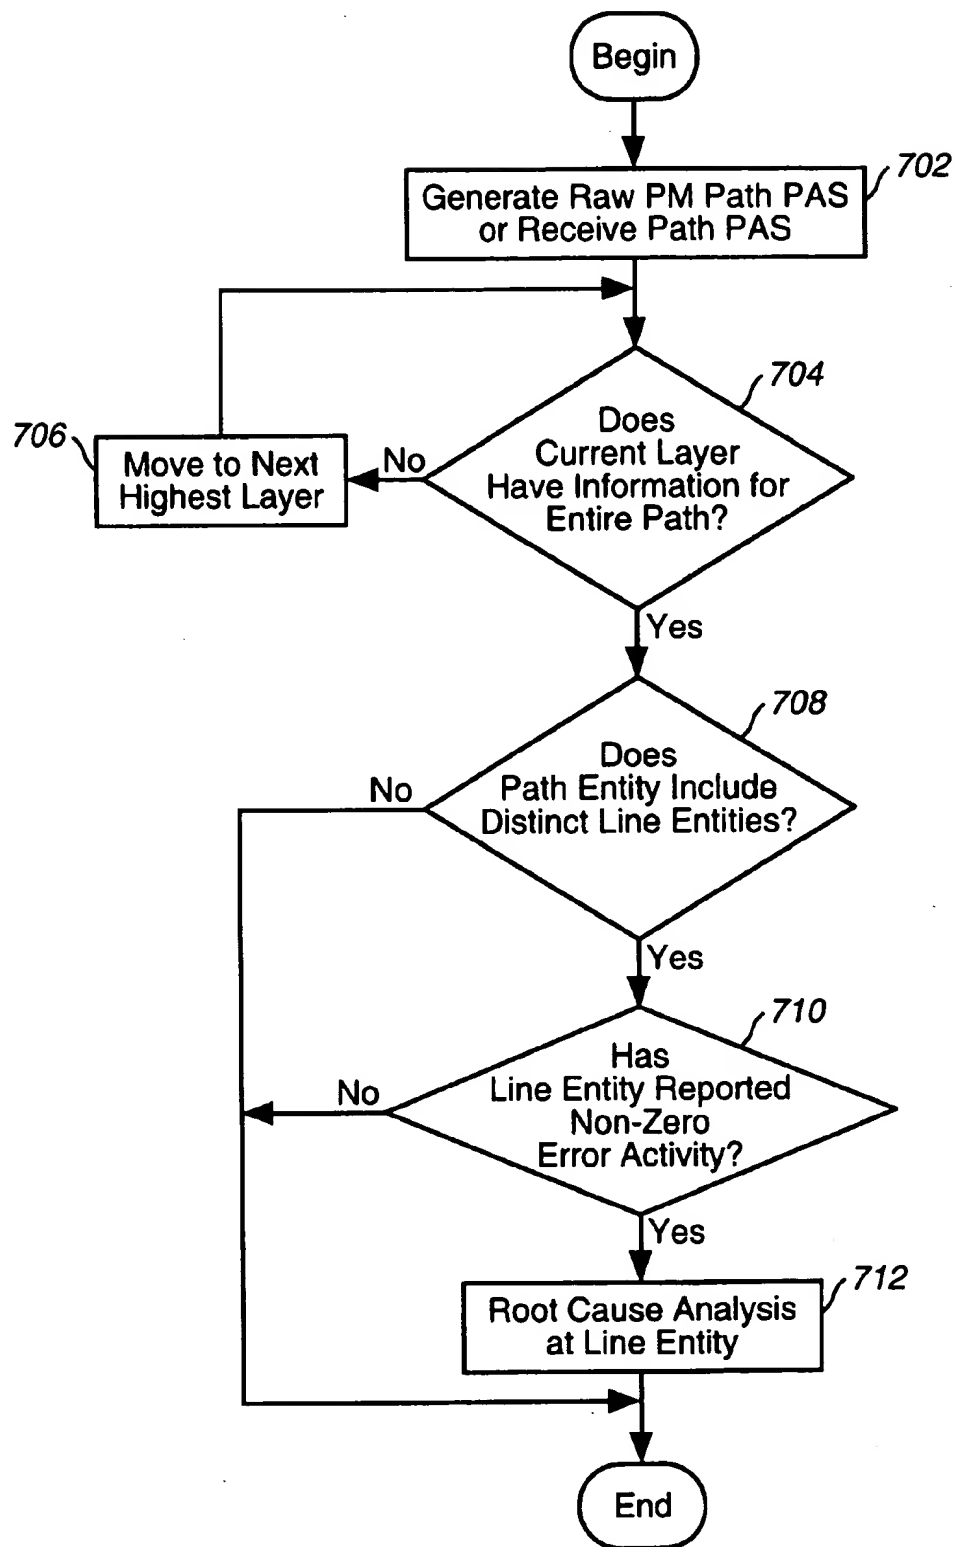 Begin
702
Generate Raw PM Path PAS
or Receive Path PAS
704
Does
Current Layer
Have Information for
Entire Path?
No
706
Move to Next
Highest Layer
Yes
708
Does
Path Entity Include
Distinct Line Entities?
No
Yes
710
Has
Line Entity Reported
Non-Zero
Error Activity?
No
Yes
712
Root Cause Analysis
at Line Entity
End